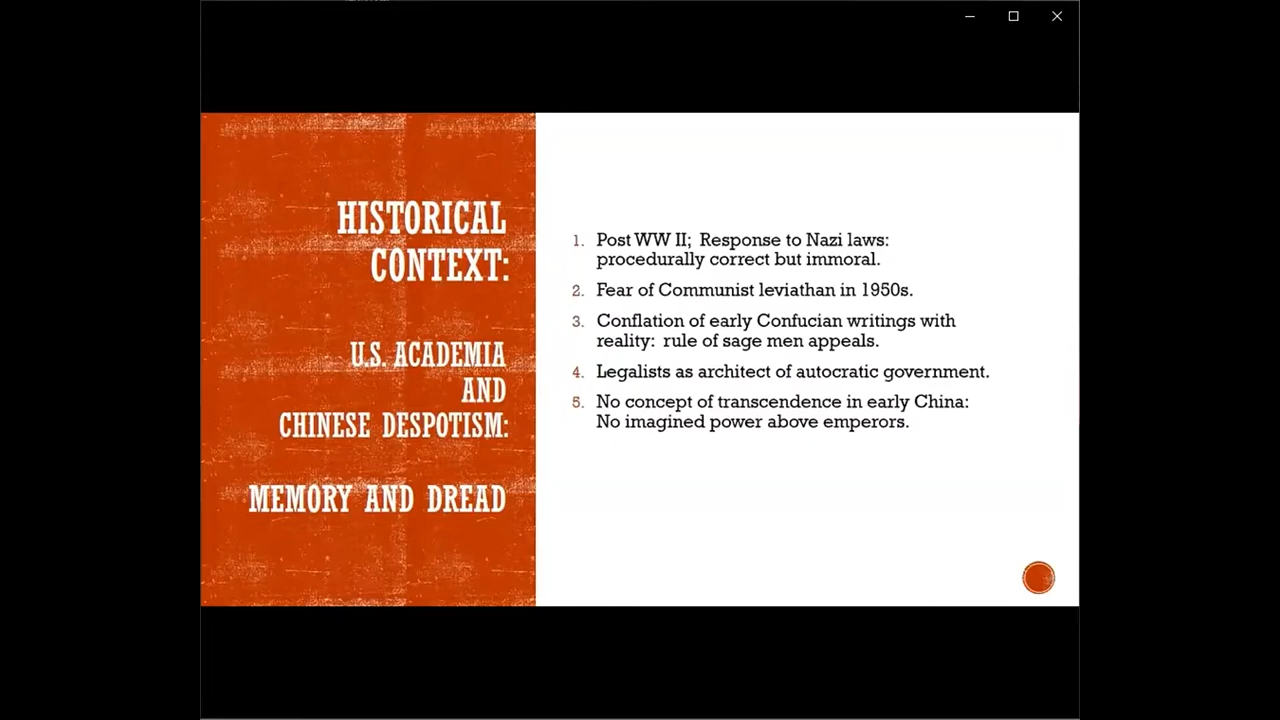 HISTORICAL
CONTEXT:
U.S. ACADEMIA
AND
CHINESE DESPOTISM:
MEMORY AND DREAD
1. Post WW II; Response to Nazi laws:
procedurally correct but immoral.
2. Fear of Communist leviathan in 1950s.
3. Conflation of early Confucian writings with
reality: rule of sage men appeals.
4. Legalists as architect of autocratic government.
5. No concept of transcendence in early China:
No imagined power above emperors.